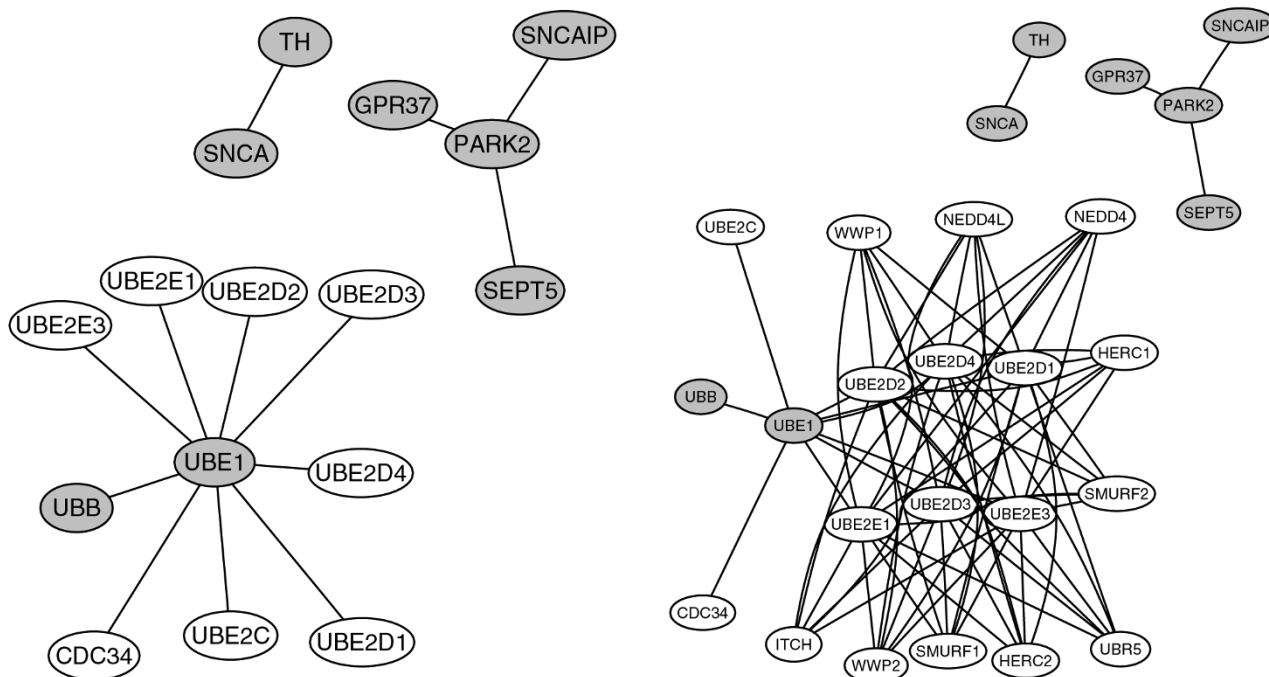 TH
SNCAIP
GPR37
PARK2
SNCA
SEPT5
UBE2E1
UBE2D2
UBE2D3
UBE2E3
UBE1
UBE2D4
UBB
CDC34
UBE2C
UBE2D1
SNCAIP
TH
GPR37
PARK2
SNCA
SEPT5
UBE2C
WWP1
NEDD4L
NEDD4
HERC1
UBE2D4
UBE2D1
UBE2D2
UBB
UBE1
SMURF2
UBE2D3
UBE2E3
UBE2E1
CDC34
ITCH
WWP2
SMURF1
HERC2
UBR5